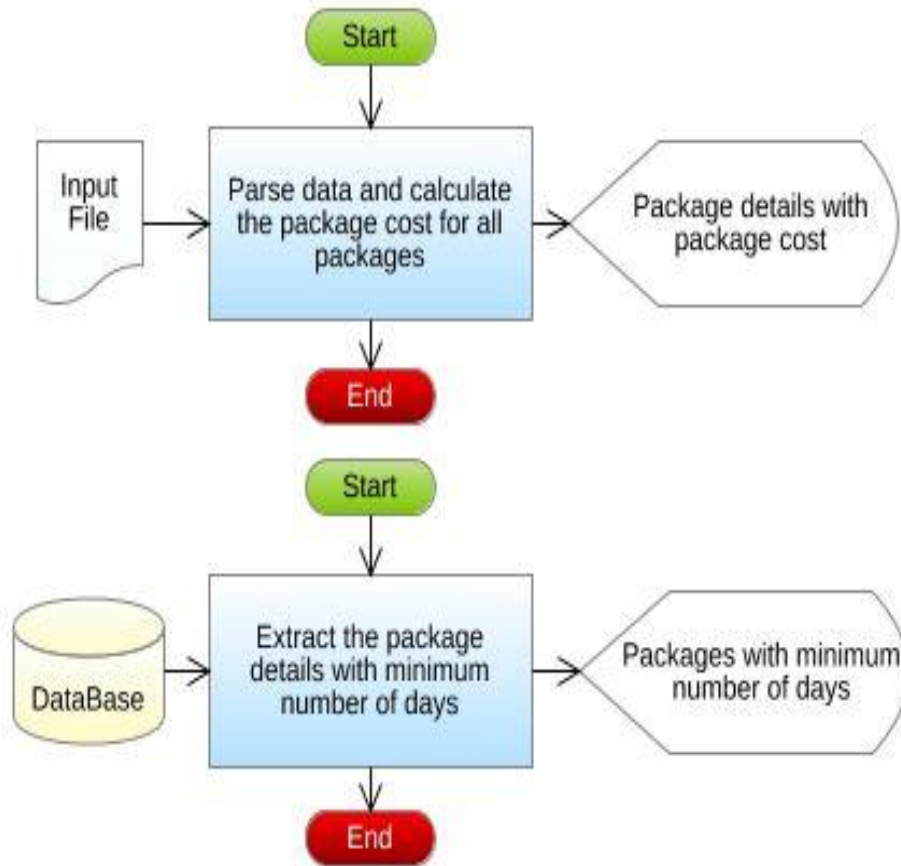 Start
Input
File
Parse data and calculate
the package cost for all
packages
Package details with
package cost
End
Start
DataBase
Extract the package
details with minimum
number of days
Packages with minimum
number of days
End